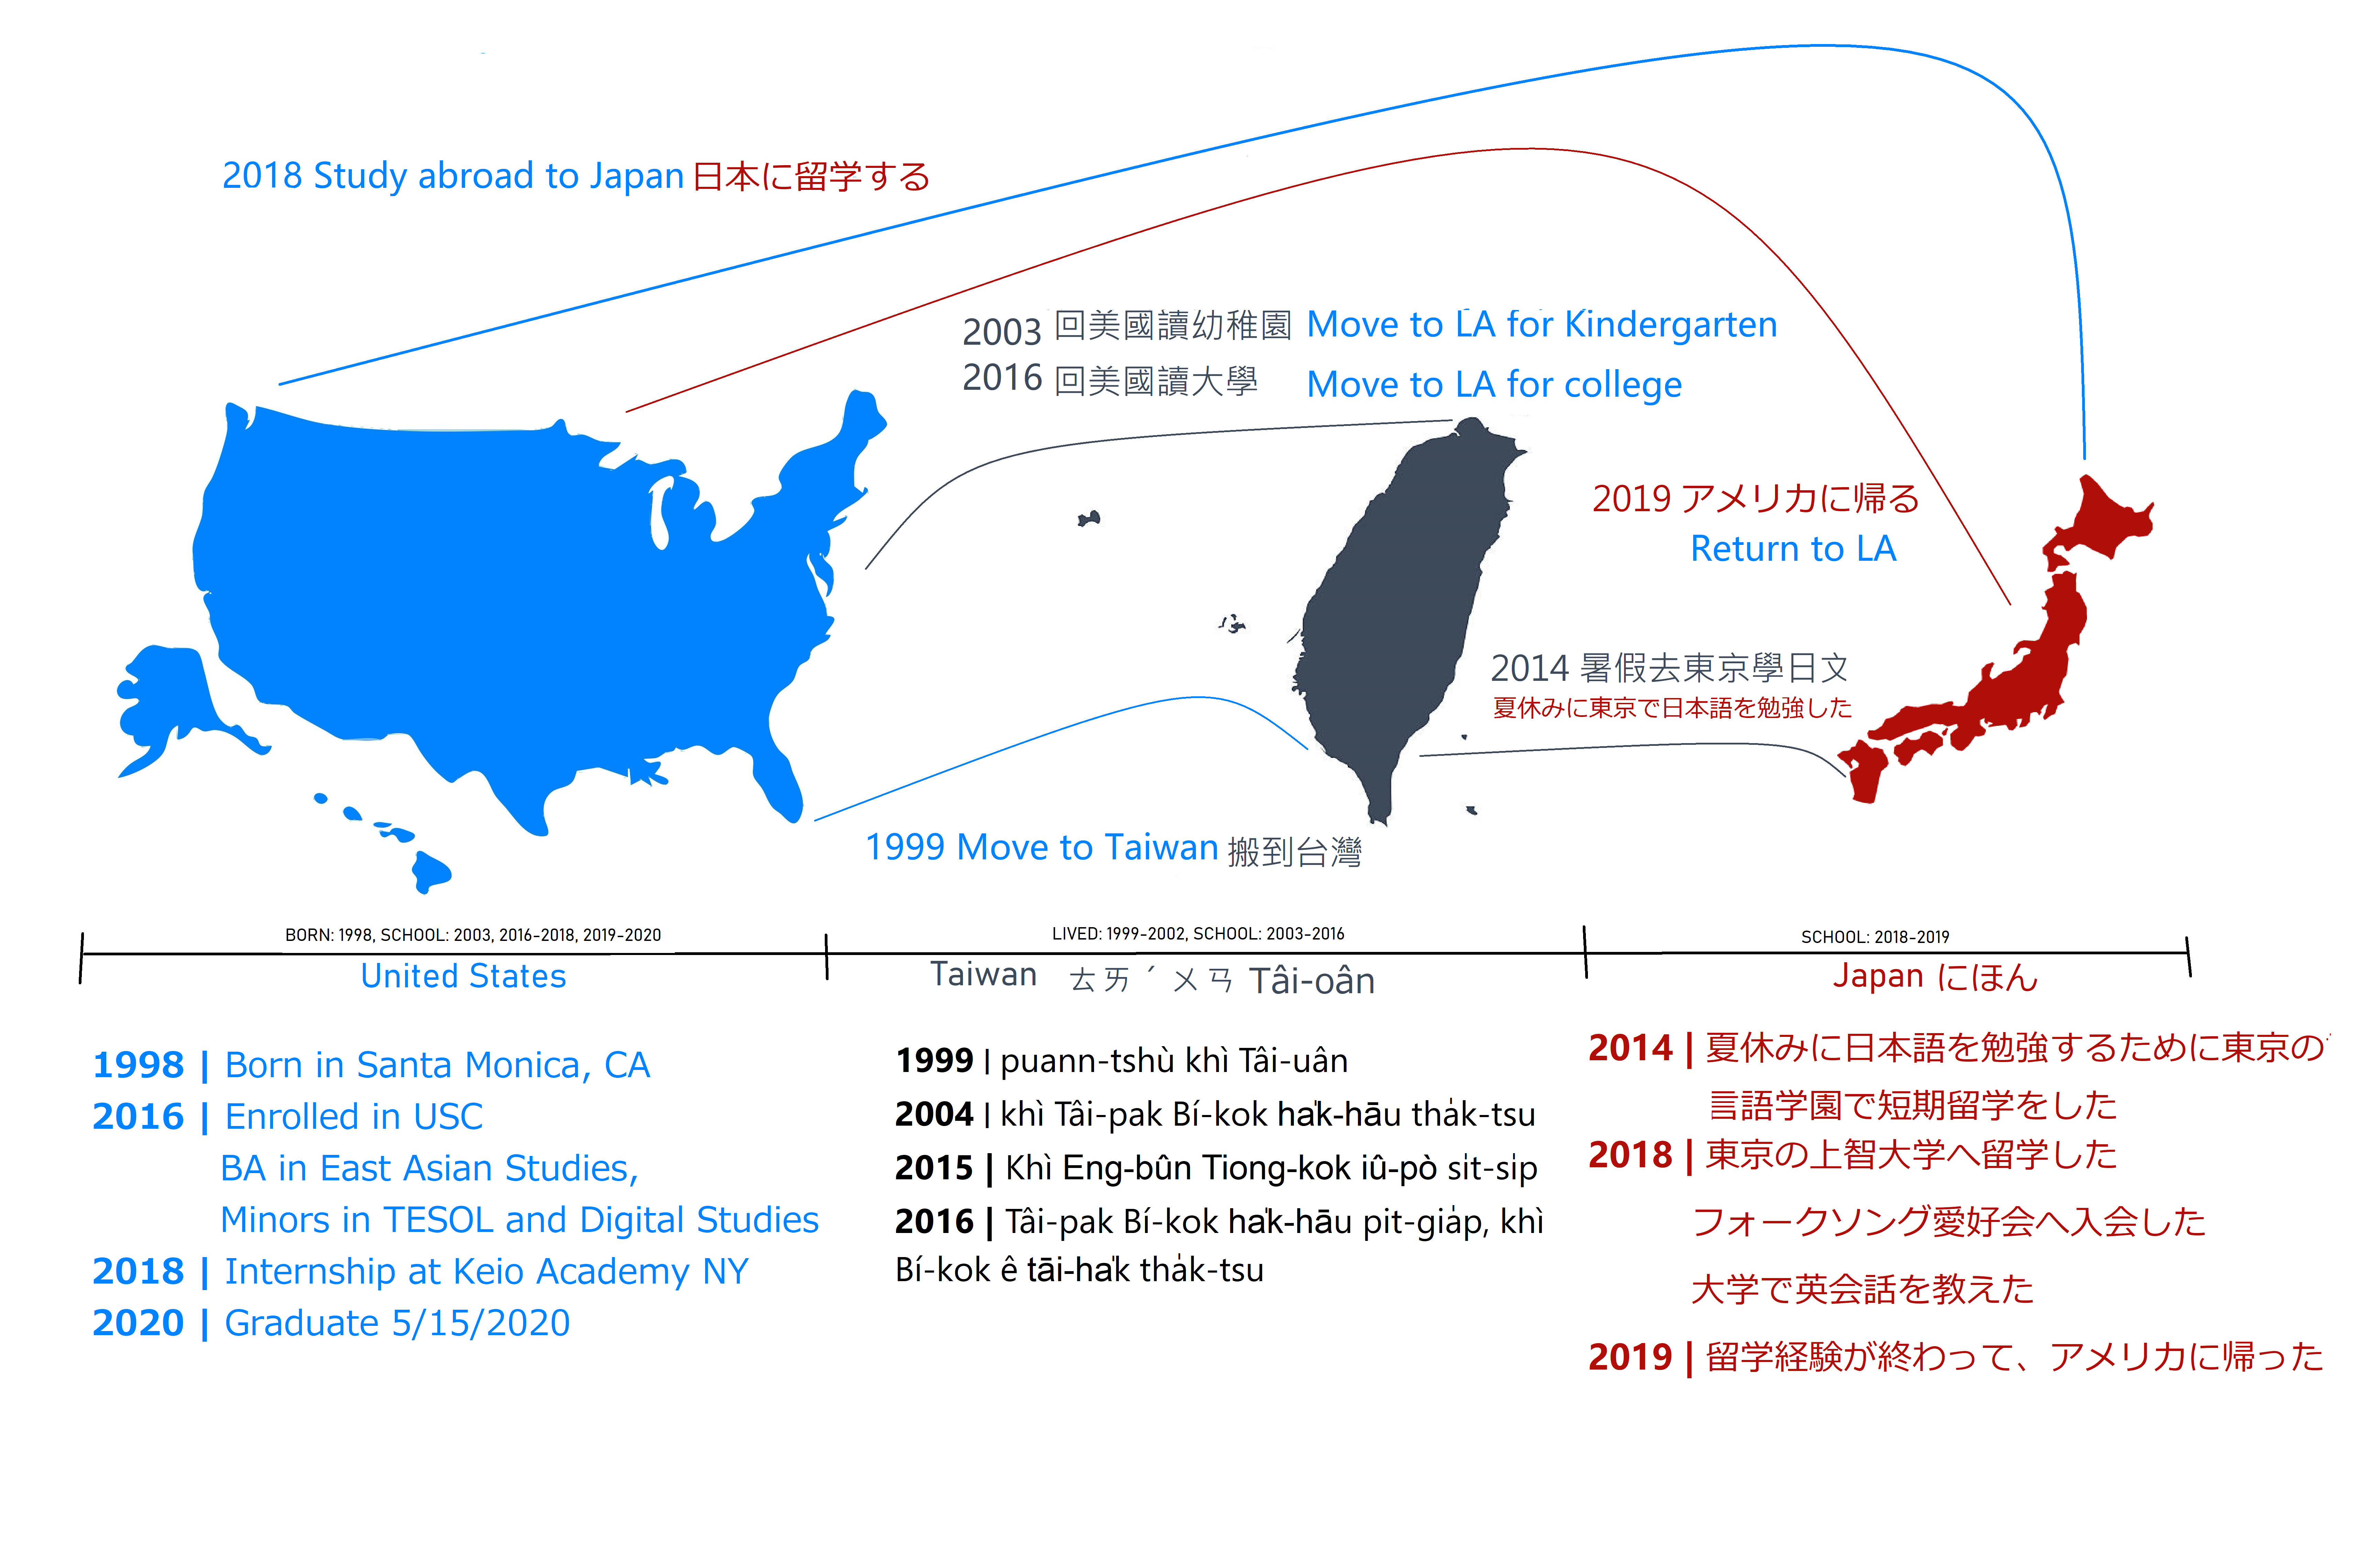 2018 Study abroad to Japan 日本に留学する
2003 回美國讀幼稚園 Move to LA for Kindergarten
2016 回美國讀大學 Move to LA for college
2019 アメリカに帰る
Return to LA
2014 暑假去東京學日文
夏休みに東京で日本語を勉強した
1999 Move to Taiwan 搬到台灣
BORN: 1998, SCHOOL: 2003, 2016-2018, 2019-2020
United States
1998 | Born in Santa Monica, CA
2016 | Enrolled in USC
BA in East Asian Studies,
Minors in TESOL and Digital Studies
2018 | Internship at Keio Academy NY
2020 | Graduate 5/15/2020
LIVED: 1999-2002, SCHOOL: 2003-2016
Taiwan ㄊㄞˊㄨㄢ Tâi-oân
1999 | puann-tshù khì Tâi-uân
2004 | khì Tâi-pak Bí-kok ha̍k-hāu tha̍k-tsu
2015 | Khì Eng-bûn Tiong-kok iû-pò si̍t-si̍p
2016 | Tâi-pak Bí-kok ha̍k-hāu pit-gia̍p, khì
Bí-kok ê tāi-ha̍k tha̍k-tsu
SCHOOL: 2018-2019
Japan にほん
2014 | 夏休みに日本語を勉強するために東京の
言語学園で短期留学をした
2018 | 東京の上智大学へ留学した
フォークソング愛好会へ入会した
大学で英会話を教えた
2019 | 留学経験が終わって、アメリカに帰った